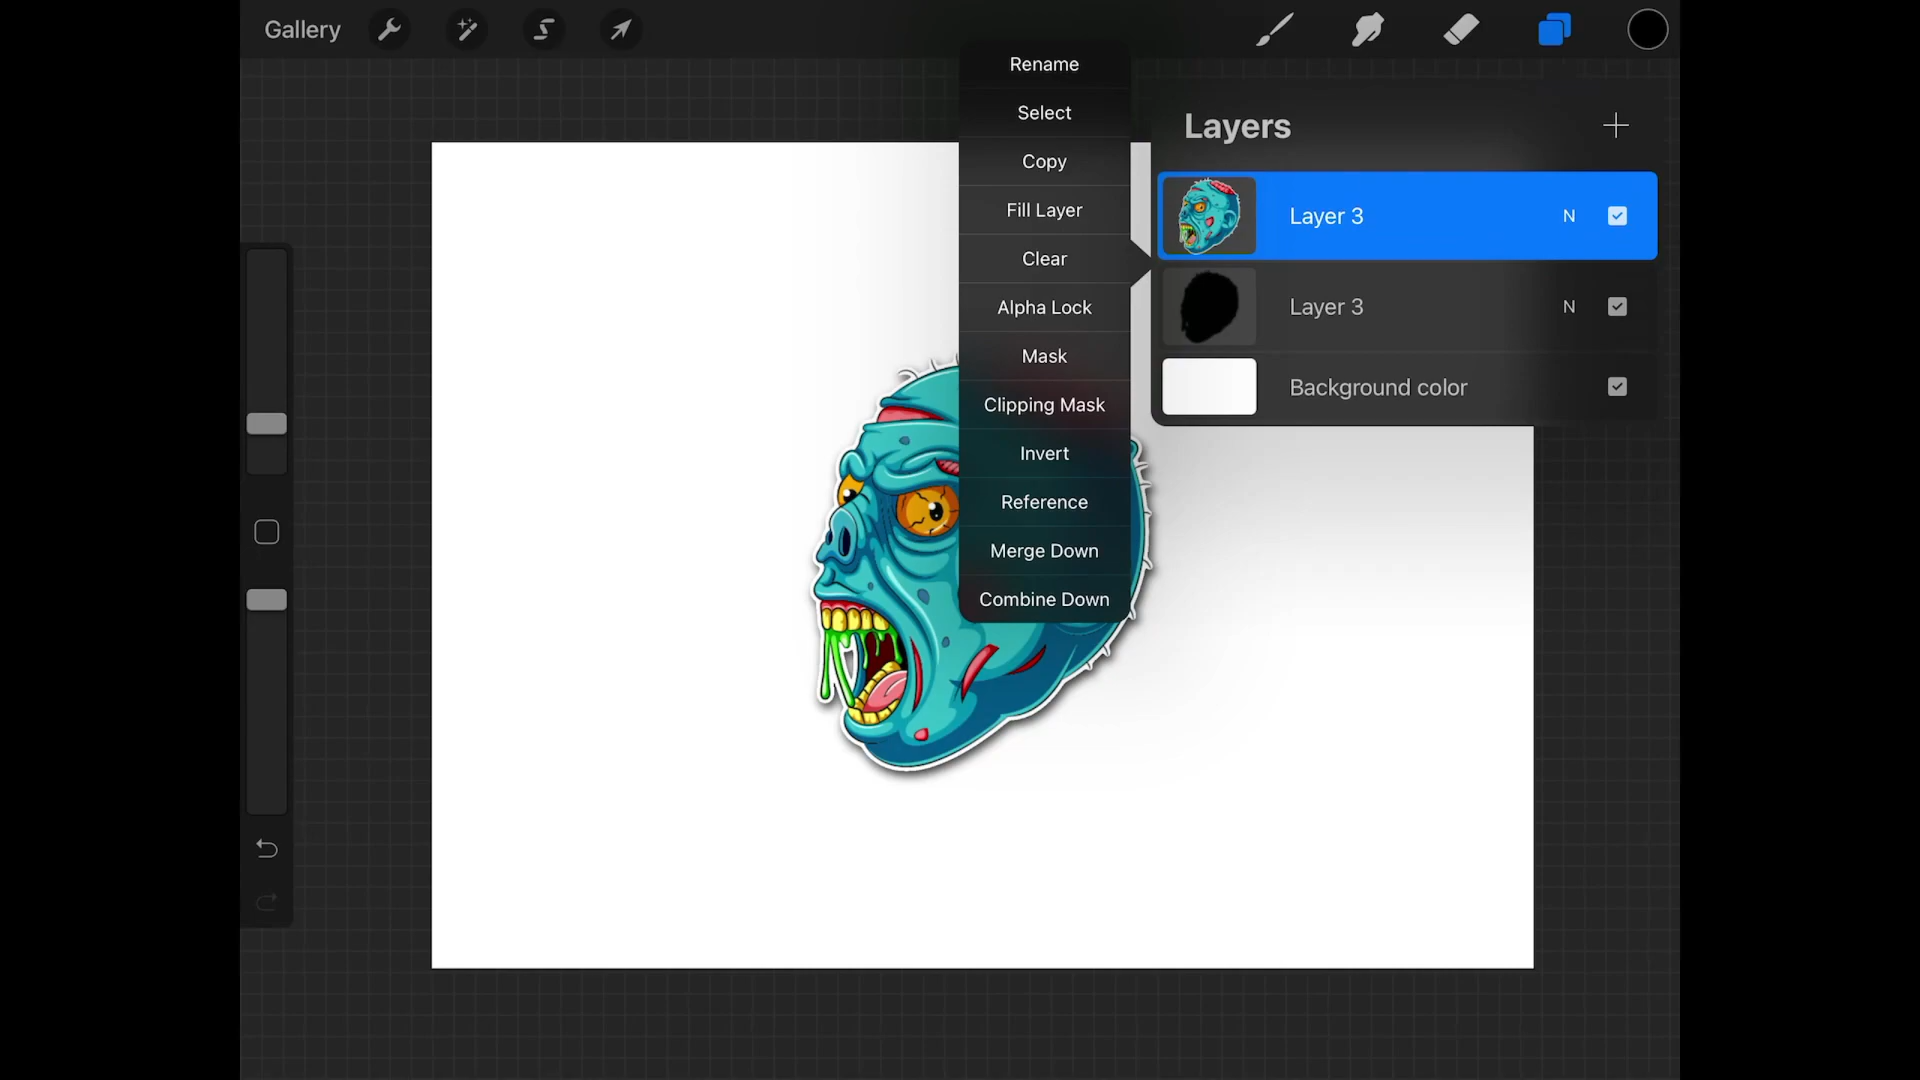 Gallery
Rename
Select
Copy
Fill Layer
Clear
Alpha Lock
Mask
Clipping Mask
Invert
Reference
Merge Down
Combine Down
Layers
Layer 3 N
Layer 3 N
Background color